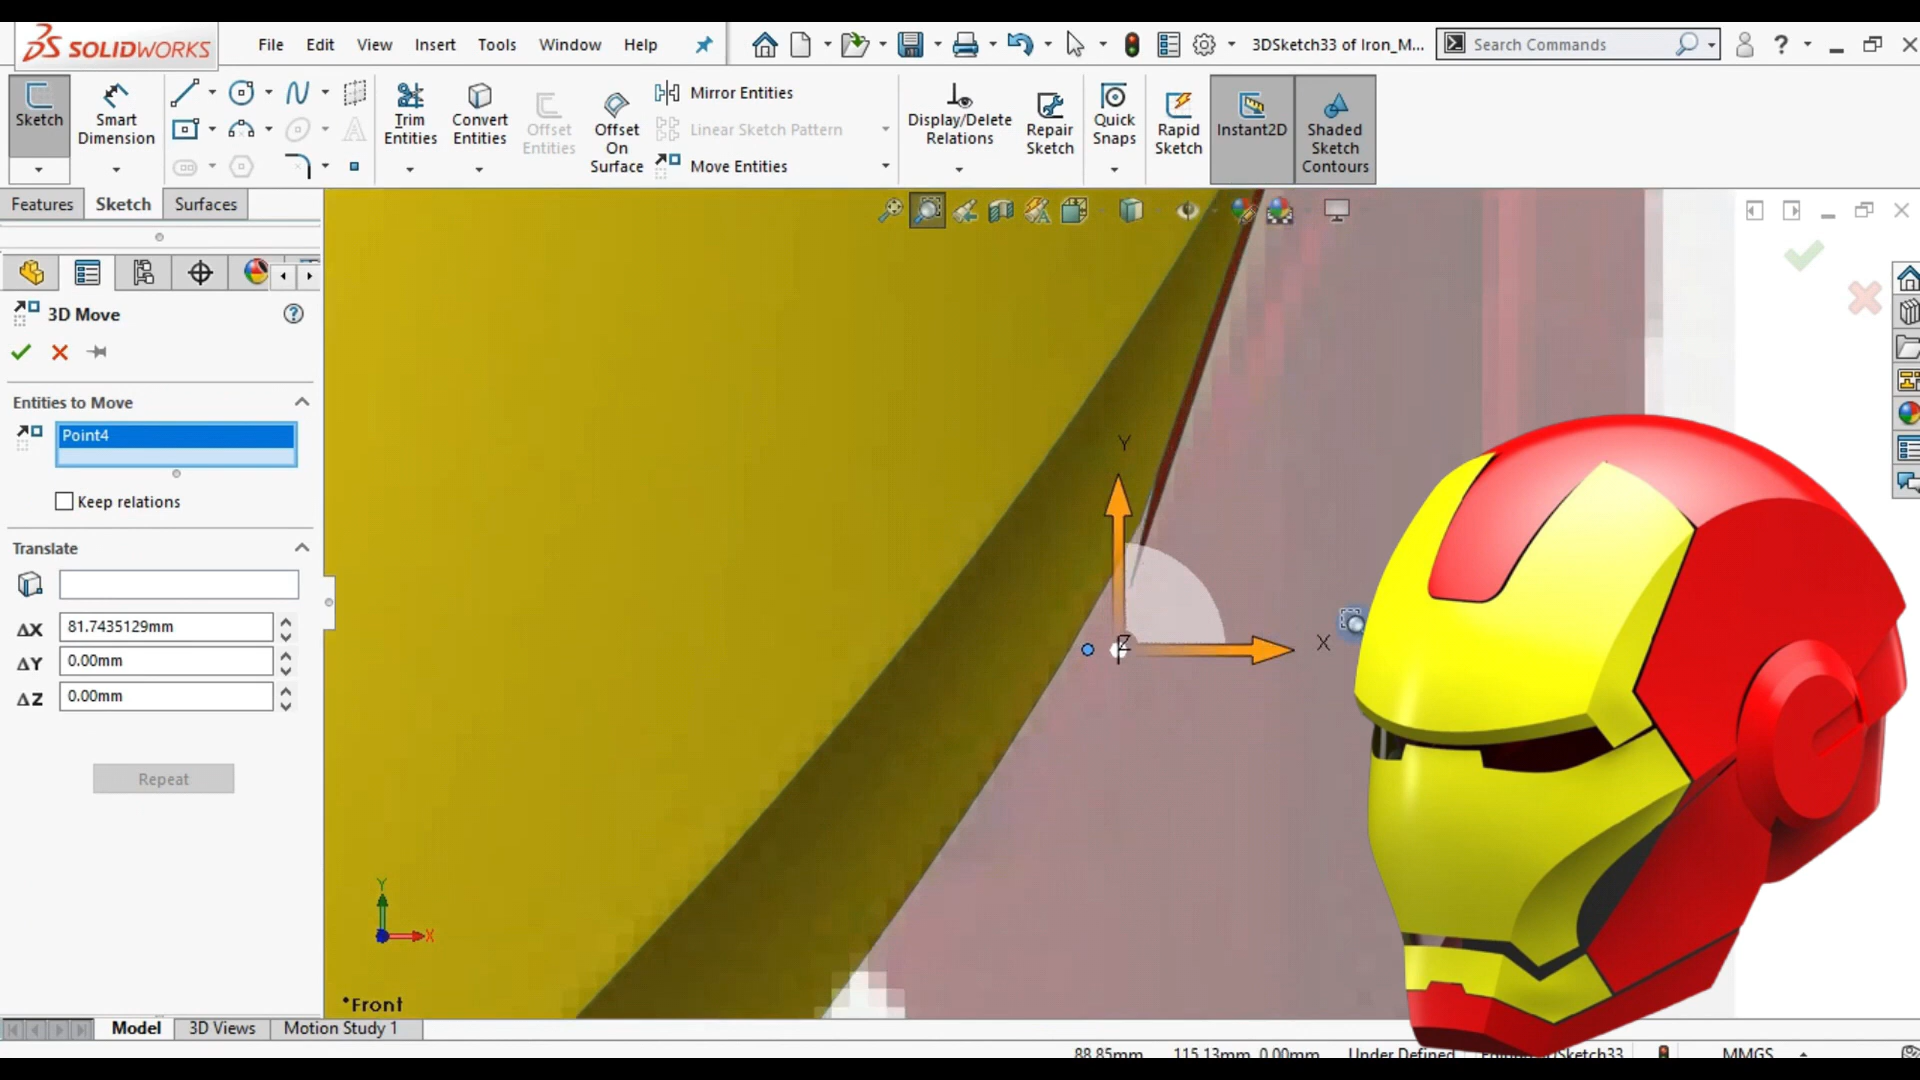 SOLIDWORKS
File Edit View Insert Tools Window Help
3DSketch33 of Iron_M...
Search Commands
Sketch
Smart Dimension
Trim Entities
Convert Entities
Offset Entities
Offset On Surface
Mirror Entities
Linear Sketch Pattern
Move Entities
Display/Delete Relations
Repair Sketch
Quick Snaps
Rapid Sketch
Instant2D
Shaded Sketch Contours
Features Sketch Surfaces
3D Move
Entities to Move
Point4
Keep relations
Translate
ΔX 81.7435129mm
ΔY 0.00mm
ΔZ 0.00mm
Repeat
Y
Z
X
Y
X
*Front
Model 3D Views Motion Study 1
88.85mm 115.13mm 0.00mm Under Defined Sketch33 MMGS